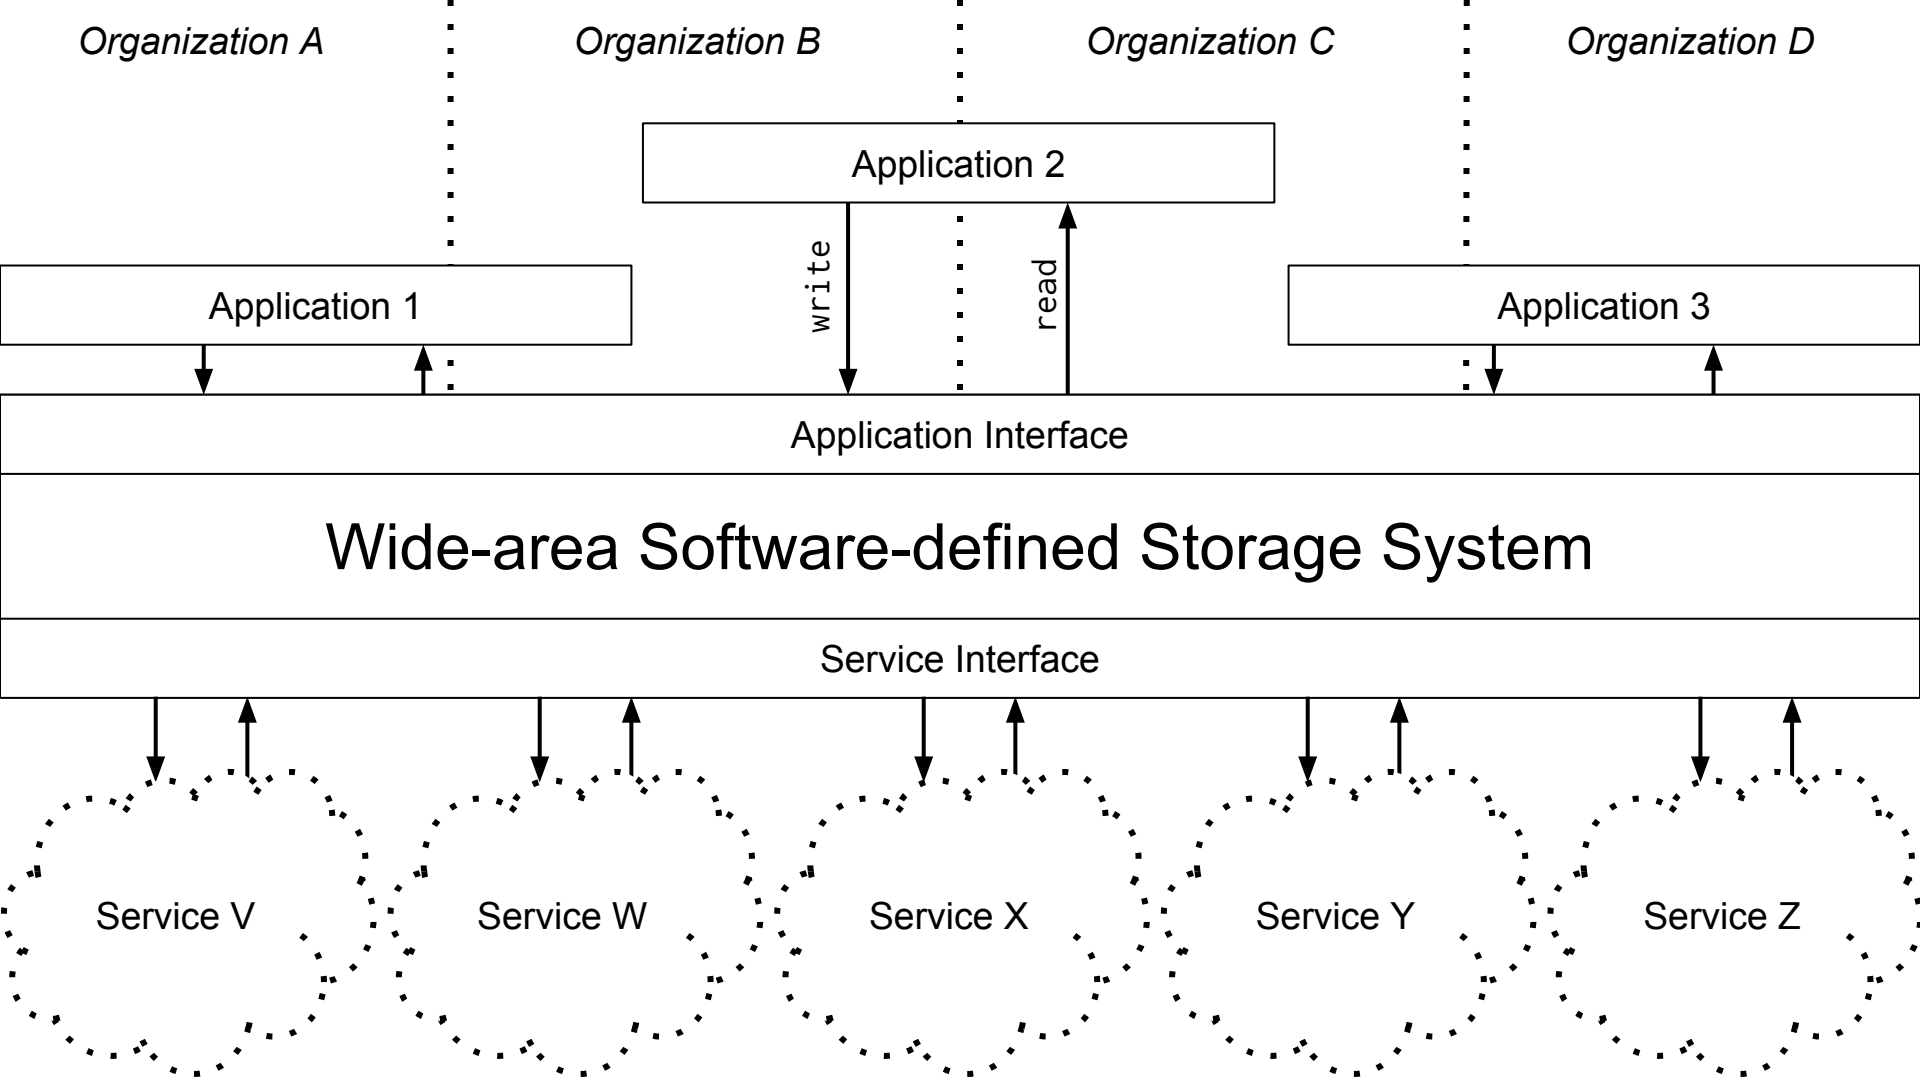 Organization A
Organization B
Organization C
Organization D
Application 2
write
read
Application 1
Application 3
Application Interface
Wide-area Software-defined Storage System
Service Interface
Service V
Service W
Service X
Service Y
Service Z